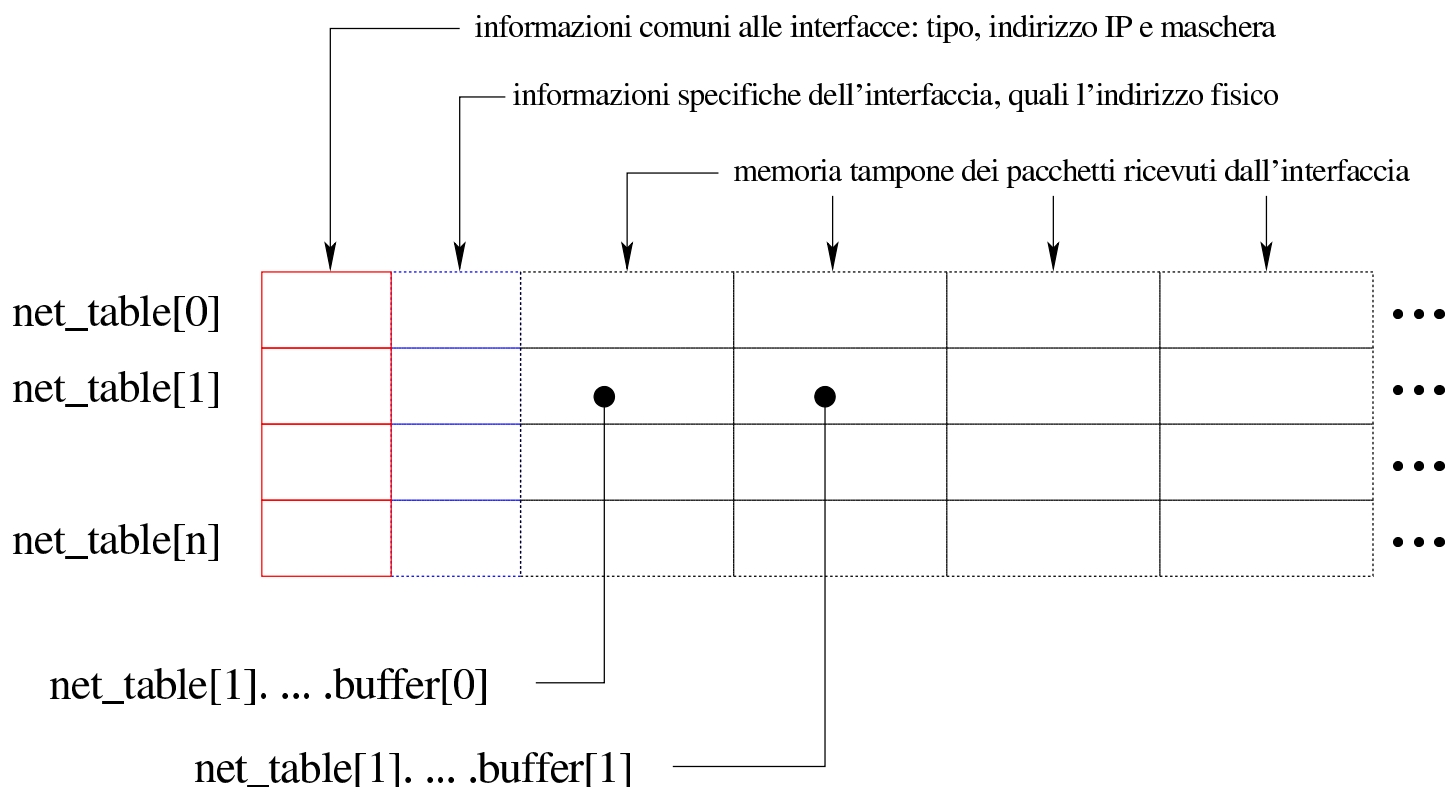 informazioni comuni alle interfacce: tipo, indirizzo IP e maschera
informazioni specifiche dell'interfaccia, quali l'indirizzo fisico
memoria tampone dei pacchetti ricevuti dall'interfaccia
net_table[0]
net_table[1]
net_table[n]
net_table[1]. ... .buffer[0]
net_table[1]. ... .buffer[1]